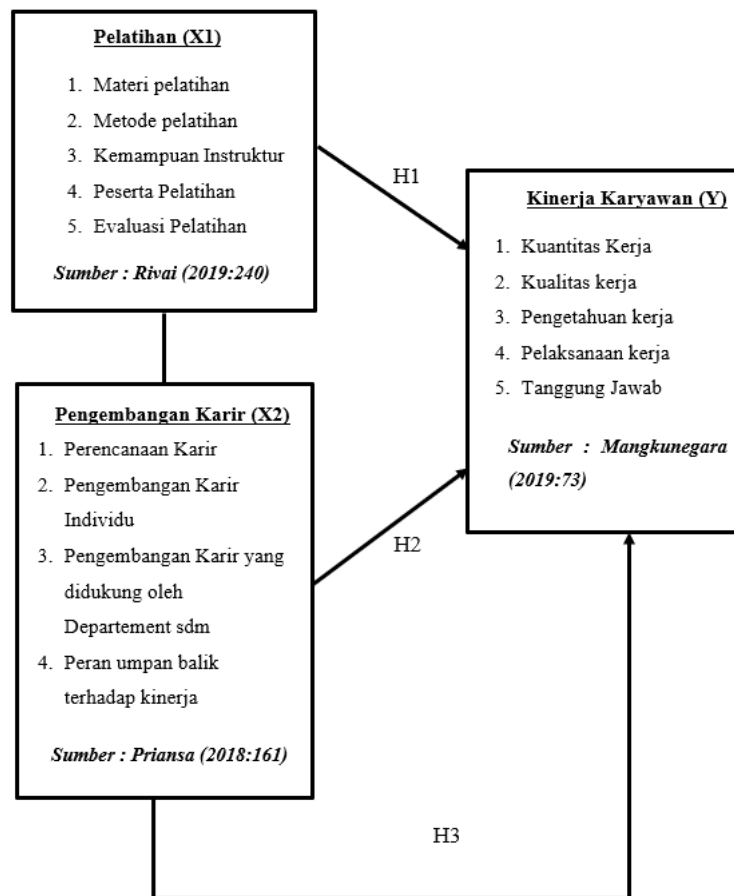 Pelatihan (X1)
1. Materi pelatihan
2. Metode pelatihan
3. Kemampuan Instruktur
4. Peserta Pelatihan
5. Evaluasi Pelatihan
Sumber : Rivai (2019:240)
H1
Kinerja Karyawan (Y)
1. Kuantitas Kerja
2. Kualitas kerja
3. Pengetahuan kerja
4. Pelaksanaan kerja
5. Tanggung Jawab
Sumber : Mangkunegara
(2019:73)
Pengembangan Karir (X2)
1. Perencanaan Karir
2. Pengembangan Karir
Individu
3. Pengembangan Karir yang
didukung oleh
Departement sdm
4. Peran umpan balik
terhadap kinerja
Sumber : Priansa (2018:161)
H2
H3